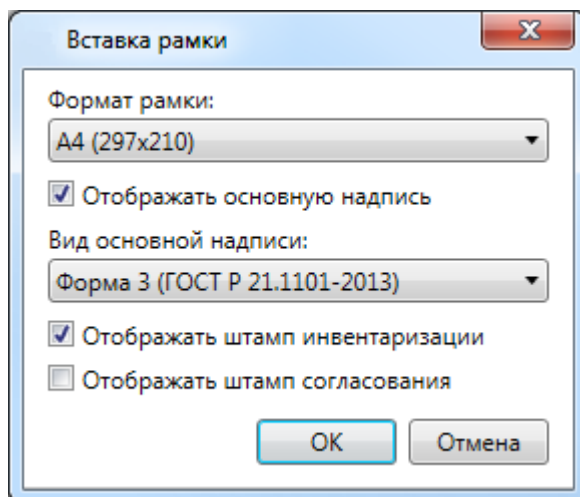 Вставка рамки
Формат рамки:
А4 (297х210)
Отображать основную надпись
Вид основной надписи:
Форма 3 (ГОСТ Р 21.1101-2013)
Отображать штамп инвентаризации
Отображать штамп согласования
ОК
Отмена